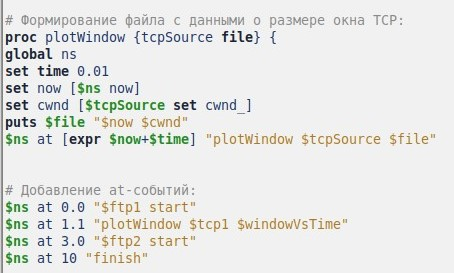 # Формирование файла с данными о размере окна TCP:
proc plotWindow {tcpSource file} {
global ns
set time 0.01
set now [$ns now]
set cwnd [$tcpSource set cwnd_]
puts $file "$now $cwnd"
$ns at [expr $now+$time] "plotWindow $tcpSource $file"
# Добавление at-событий:
$ns at 0.0 "$ftp1 start"
$ns at 1.1 "plotWindow $tcp1 $windowVsTime"
$ns at 3.0 "$ftp2 start"
$ns at 10 "finish"